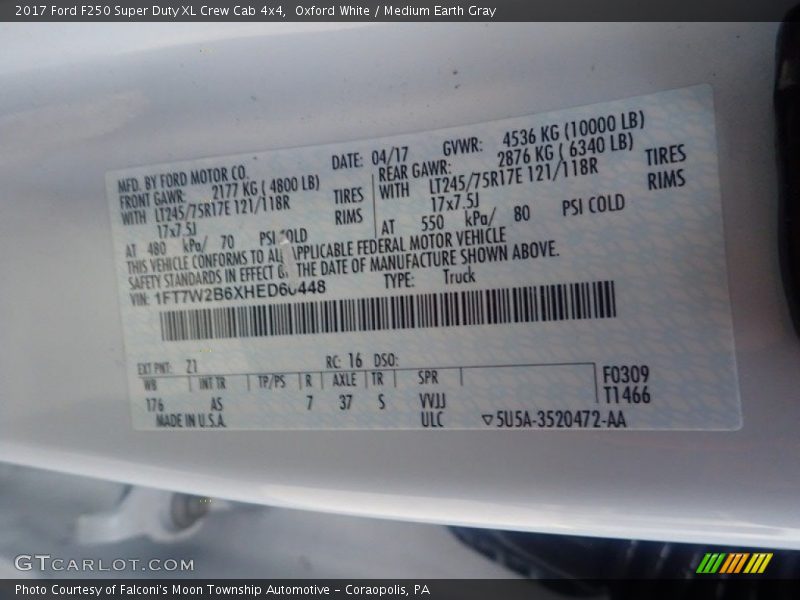 2017 Ford F250 Super Duty XL Crew Cab 4x4, Oxford White / Medium Earth Gray
MFD. BY FORD MOTOR CO. DATE: 04/17 GVWR: 4536 KG (10000 LB)
FRONT GAWR: 2177 KG ( 4800 LB) REAR GAWR: 2876 KG ( 6340 LB)
WITH LT245/75R17E 121/118R TIRES WITH LT245/75R17E 121/118R TIRES
17x7.5J RIMS 17x7.5J RIMS
AT 480 kPa/ 70 PSI COLD AT 550 kPa/ 80 PSI COLD
THIS VEHICLE CONFORMS TO ALL APPLICABLE FEDERAL MOTOR VEHICLE
SAFETY STANDARDS IN EFFECT THE DATE OF MANUFACTURE SHOWN ABOVE.
VIN: 1FT7W2B6XHED60448 TYPE: Truck
EXT PNT: Z1 RC: 16 DSO:
WB INT TR TP/PS R AXLE TR SPR F0309
176 AS 7 37 S VVJJ T1466
MADE IN U.S.A. ULC ▽5U5A-3520472-AA
GTCARLOT.COM
Photo Courtesy of Falconi's Moon Township Automotive – Coraopolis, PA